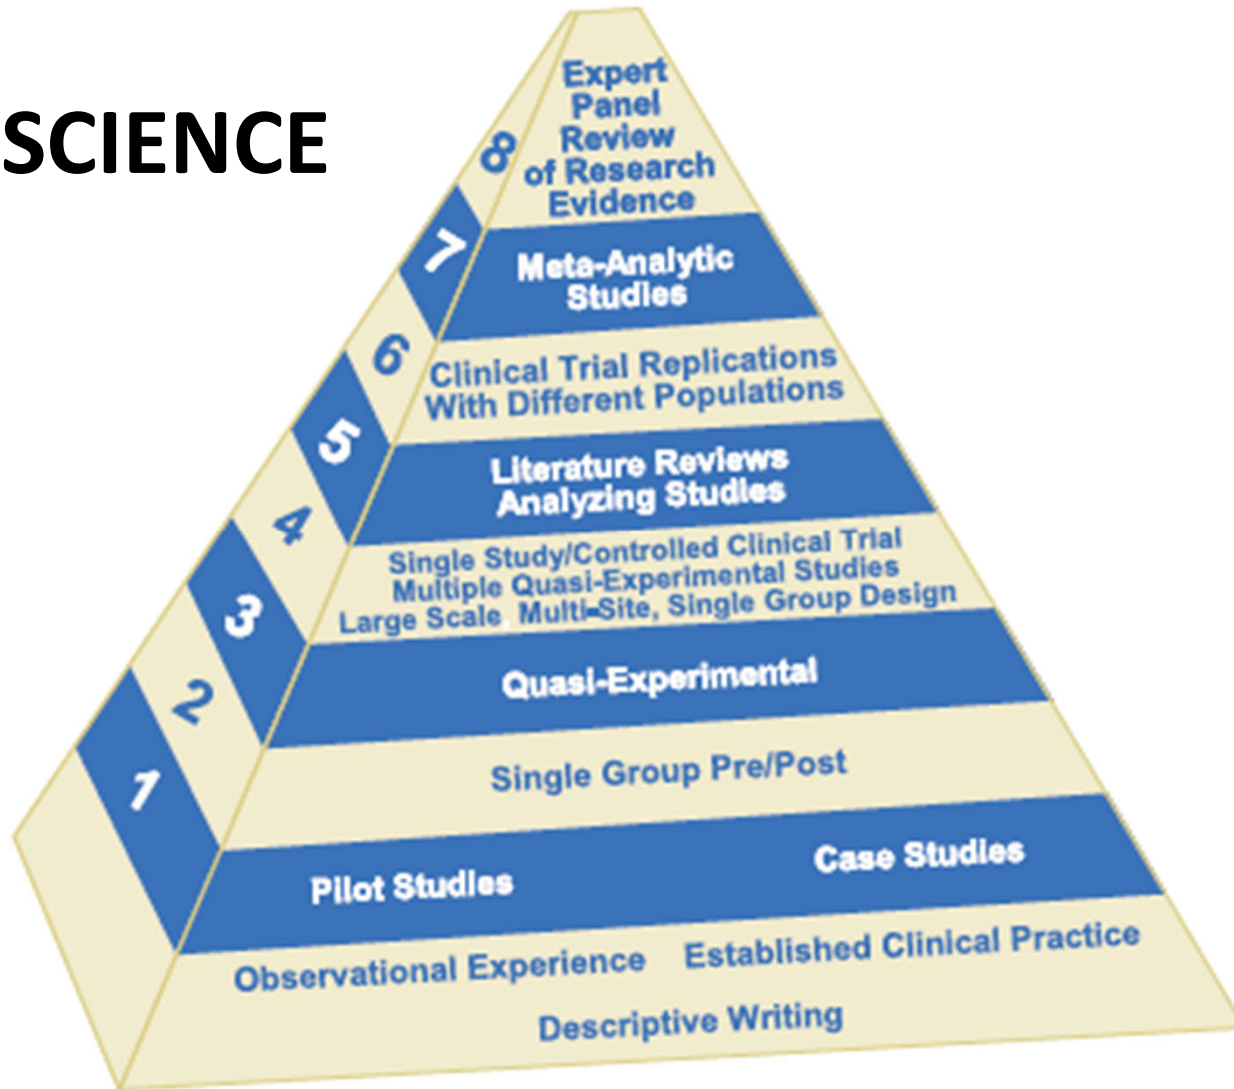 SCIENCE
8
Expert
Panel
Review
of Research
Evidence
7
Meta-Analytic
Studies
6
Clinical Trial Replications
With Different Populations
5
Literature Reviews
Analyzing Studies
4
Single Study/Controlled Clinical Trial
Multiple Quasi-Experimental Studies
Large Scale, Multi-Site, Single Group Design
3
Quasi-Experimental
2
Single Group Pre/Post
1
Pilot Studies Case Studies
Observational Experience Established Clinical Practice
Descriptive Writing